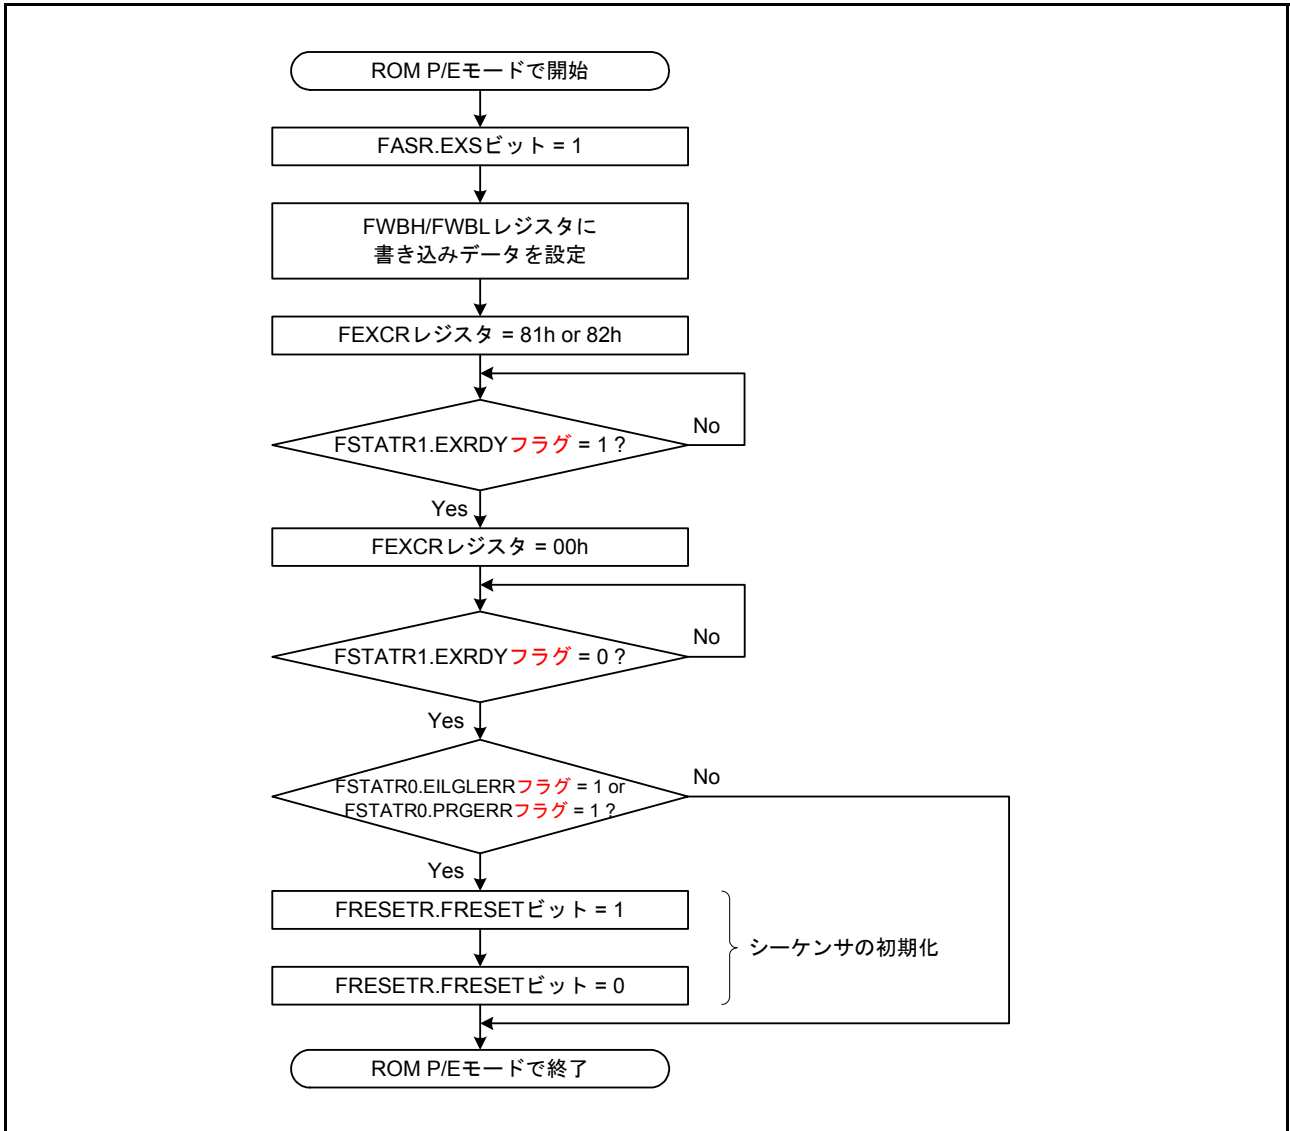 ROM P/Eモードで開始
FASR.EXSビット = 1
FWBH/FWBLレジスタに
書き込みデータを設定
FEXCRレジスタ = 81h or 82h
FSTATR1.EXRDYフラグ = 1 ?
No
Yes
FEXCRレジスタ = 00h
FSTATR1.EXRDYフラグ = 0 ?
No
Yes
FSTATR0.EILGLERRフラグ = 1 or
FSTATR0.PRGERRフラグ = 1 ?
No
Yes
FRESETR.FRESETビット = 1
シーケンサの初期化
FRESETR.FRESETビット = 0
ROM P/Eモードで終了